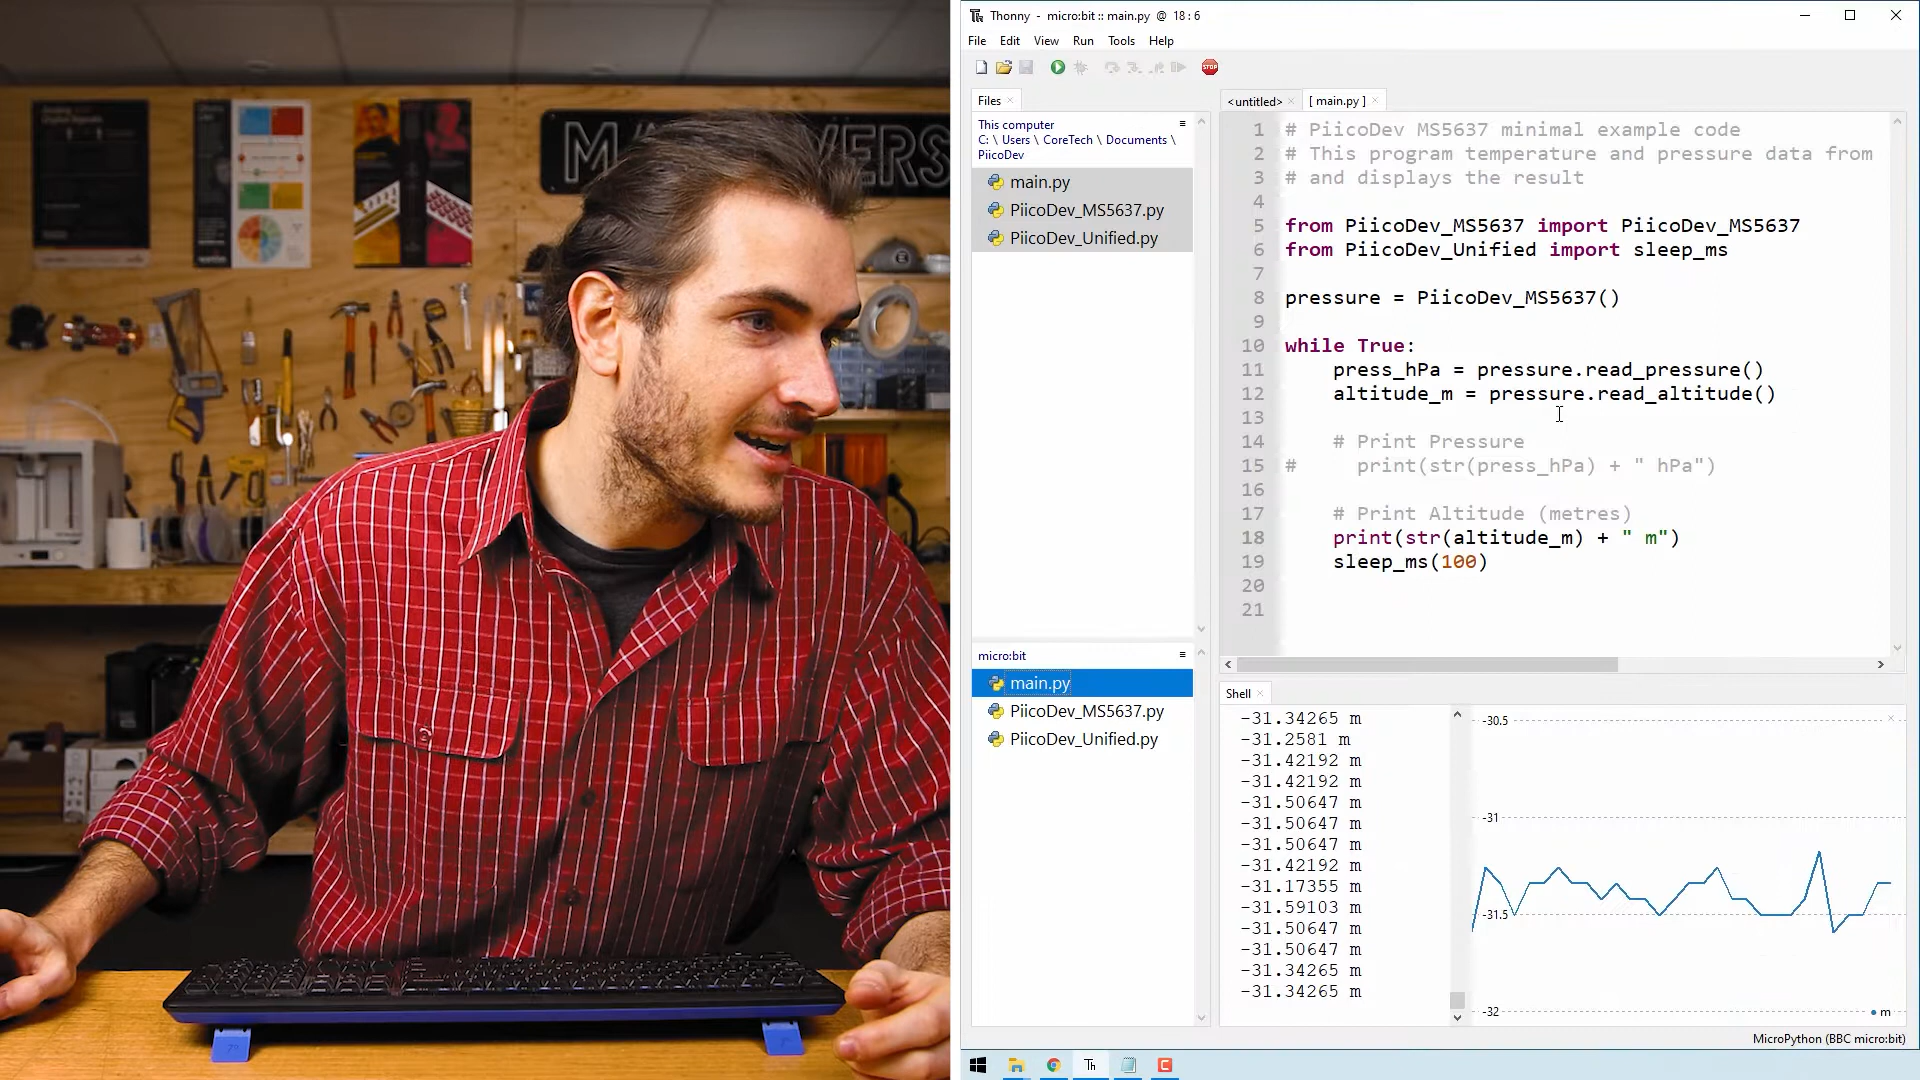 MA
VERS
Thonny - micro:bit :: main.py @ 18:6
File Edit View Run Tools Help
STOP
Files
<untitled>
[ main.py ]
This computer
C: \ Users \ CoreTech \ Documents \
PiicoDev
main.py
PiicoDev_MS5637.py
PiicoDev_Unified.py
1 # PiicoDev MS5637 minimal example code
2 # This program temperature and pressure data from
3 # and displays the result
4
5 from PiicoDev_MS5637 import PiicoDev_MS5637
6 from PiicoDev_Unified import sleep_ms
7
8 pressure = PiicoDev_MS5637()
9
10 while True:
11 press_hPa = pressure.read_pressure()
12 altitude_m = pressure.read_altitude()
13
14 # Print Pressure
15 # print(str(press_hPa) + " hPa")
16
17 # Print Altitude (metres)
18 print(str(altitude_m) + " m")
19 sleep_ms(100)
20
21
micro:bit
main.py
PiicoDev_MS5637.py
PiicoDev_Unified.py
Shell
-31.34265 m
-31.2581 m
-31.42192 m
-31.42192 m
-31.50647 m
-31.50647 m
-31.50647 m
-31.42192 m
-31.17355 m
-31.59103 m
-31.50647 m
-31.50647 m
-31.34265 m
-31.34265 m
-30.5
-31
-31.5
-32
m
MicroPython (BBC micro:bit)
Th